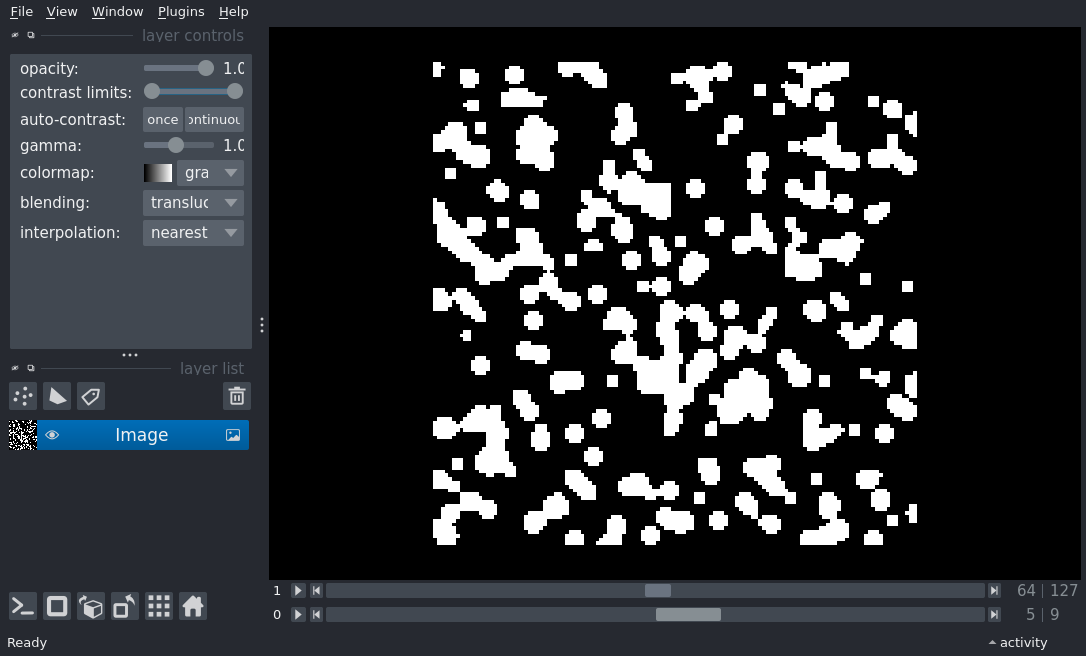 File View Window Plugins Help
layer controls
opacity: 1.0
contrast limits:
auto-contrast: once ontinuou
gamma: 1.0
colormap: gra
blending: transluc
interpolation: nearest
layer list
Image
1 64 | 127
0 5 | 9
Ready activity